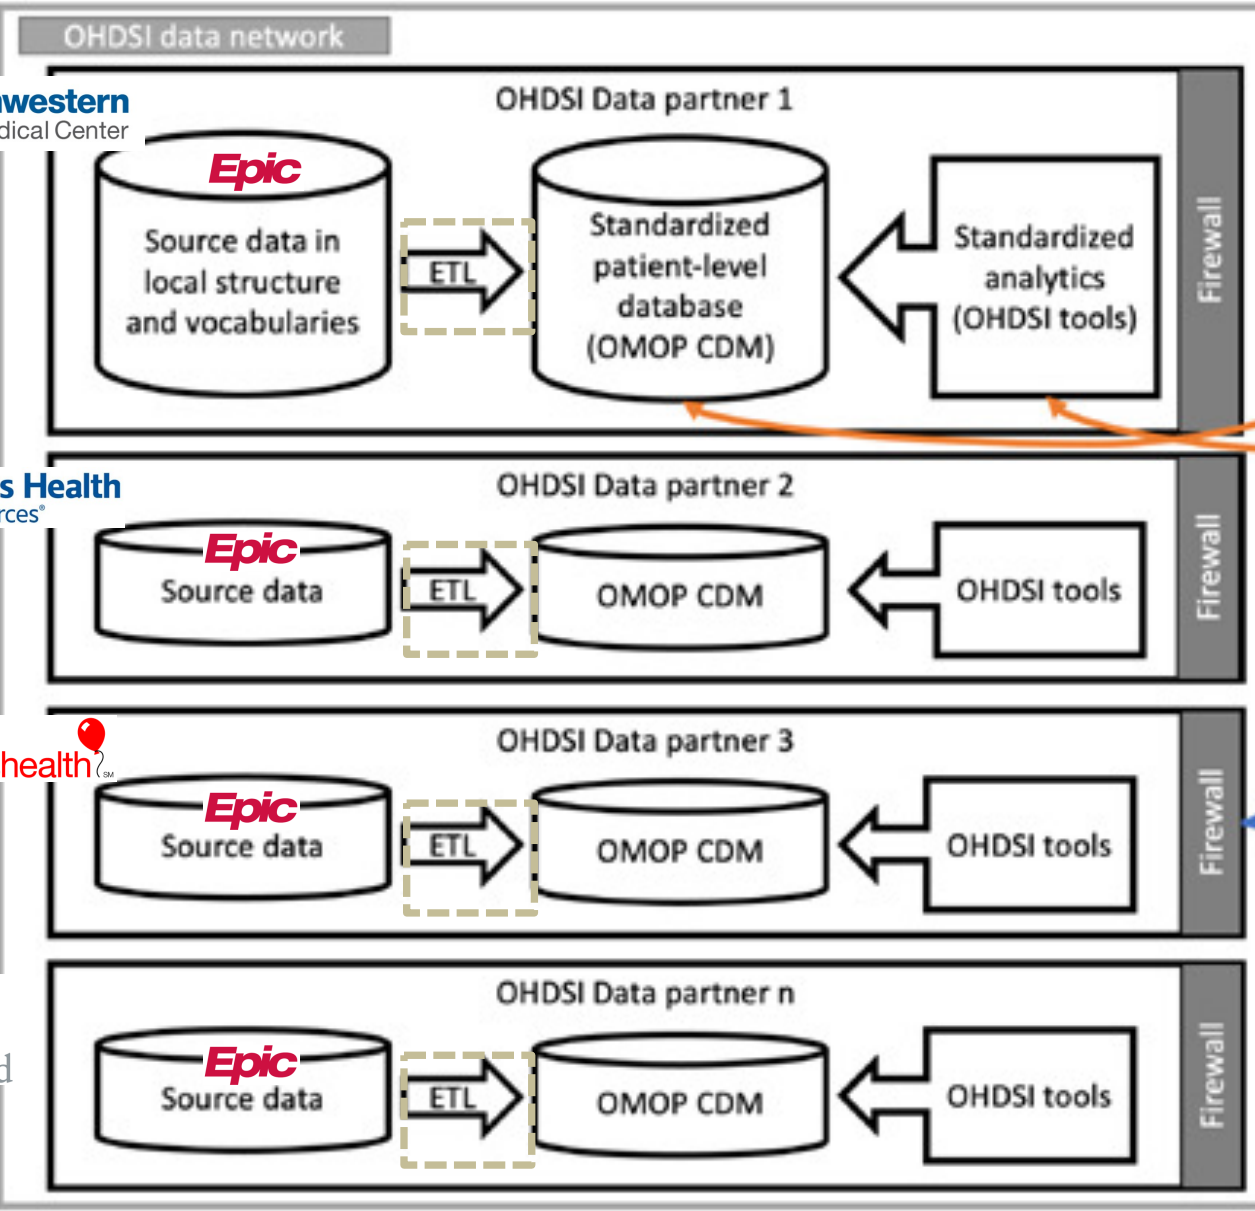 OHDSI data network
western
dical Center
OHDSI Data partner 1
Epic
Source data in
local structure
and vocabularies
ETL
Standardized
patient-level
database
(OMOP CDM)
Standardized
analytics
(OHDSI tools)
Firewall
s Health
rces®
OHDSI Data partner 2
Epic
Source data
ETL
OMOP CDM
OHDSI tools
Firewall
health SM
OHDSI Data partner 3
Epic
Source data
ETL
OMOP CDM
OHDSI tools
Firewall
d
OHDSI Data partner n
Epic
Source data
ETL
OMOP CDM
OHDSI tools
Firewall